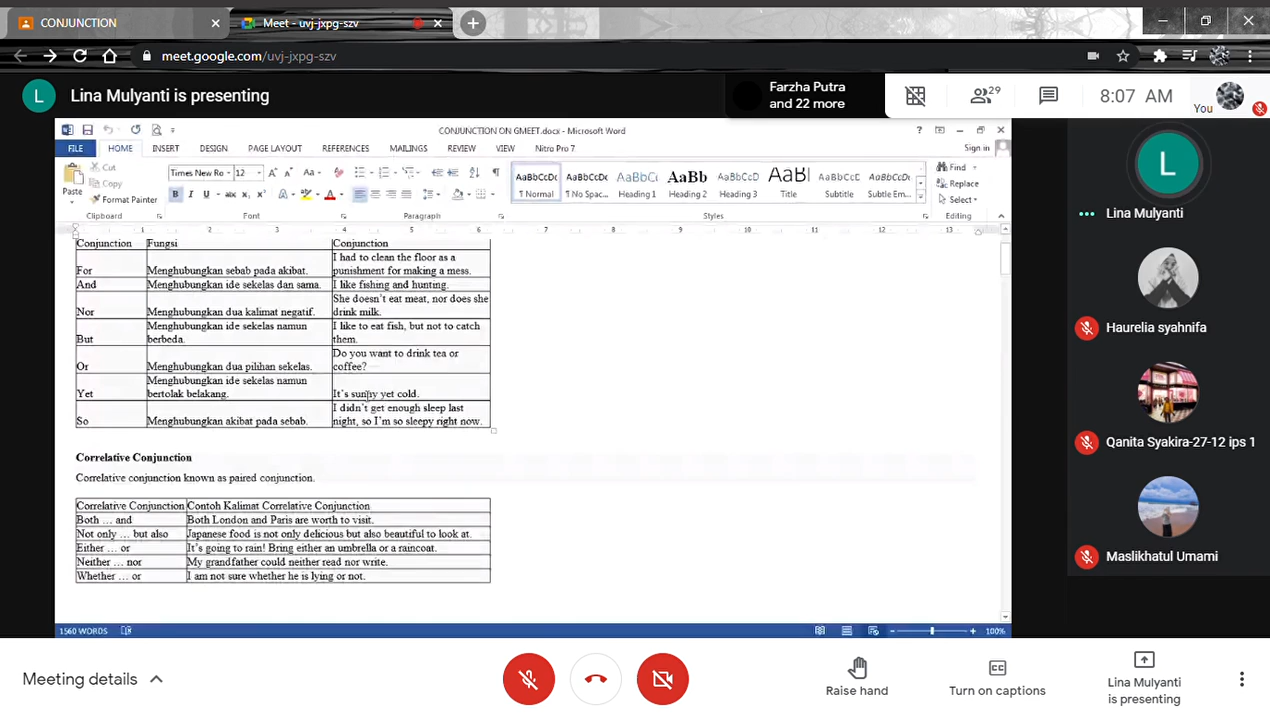 CONJUNCTION
Meet - uvj-jxpg-szv
meet.google.com/uvj-jxpg-szv
L Lina Mulyanti is presenting
Farzha Putra
and 22 more
29
8:07 AM
You
CONJUNCTION ON GMEET.docx - Microsoft Word
FILE HOME INSERT DESIGN PAGE LAYOUT REFERENCES MAILINGS REVIEW VIEW Nitro Pro 7 Sign in
Cut
Copy
Format Painter
Paste
Times New Ro 12
AaBbCcDc AaBbCcDc AaBbCc AaBb AaBbCcD AaBI AaBbCcD AaBbCcDc
¶ Normal ¶ No Spac... Heading 1 Heading 2 Heading 3 Title Subtitle Subtle Em...
Find
Replace
Select
Clipboard Font Paragraph Styles Editing
1 2 3 4 5 6 7 8 9 10 11 12 13
Conjunction Fungsi Conjunction
For Menghubungkan sebab pada akibat. I had to clean the floor as a
punishment for making a mess.
And Menghubungkan ide sekelas dan sama. I like fishing and hunting.
Nor Menghubungkan dua kalimat negatif. She doesn't eat meat, nor does she
drink milk.
But Menghubungkan ide sekelas namun
berbeda. I like to eat fish, but not to catch
them.
Or Menghubungkan dua pilihan sekelas. Do you want to drink tea or
coffee?
Yet Menghubungkan ide sekelas namun
bertolak belakang. It's sunny yet cold.
So Menghubungkan akibat pada sebab. I didn't get enough sleep last
night, so I'm so sleepy right now.
Correlative Conjunction
Correlative conjunction known as paired conjunction.
Correlative Conjunction Contoh Kalimat Correlative Conjunction
Both ... and Both London and Paris are worth to visit.
Not only ... but also Japanese food is not only delicious but also beautiful to look at.
Either ... or It's going to rain! Bring either an umbrella or a raincoat.
Neither ... nor My grandfather could neither read nor write.
Whether ... or I am not sure whether he is lying or not.
1560 WORDS
100%
L
Lina Mulyanti
Haurelia syahnifa
Qanita Syakira-27-12 ips 1
Maslikhatul Umami
Meeting details
Raise hand
Turn on captions
Lina Mulyanti
is presenting